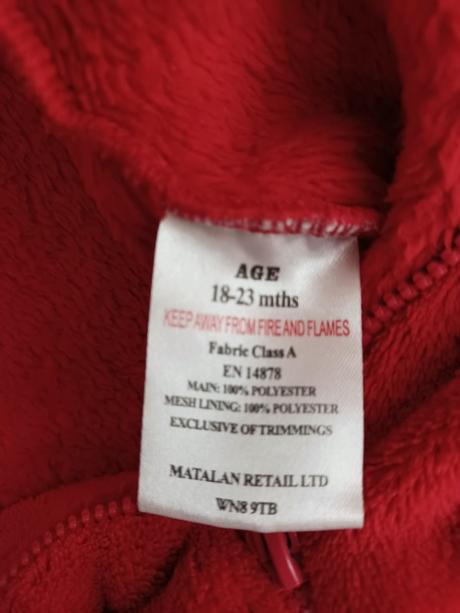 AGE
18-23 mths
KEEP AWAY FROM FIRE AND FLAMES
Fabric Class A
EN 14878
MAIN: 100% POLYESTER
MESH LINING: 100% POLYESTER
EXCLUSIVE OF TRIMMINGS
MATALAN RETAIL LTD
WN8 9TB